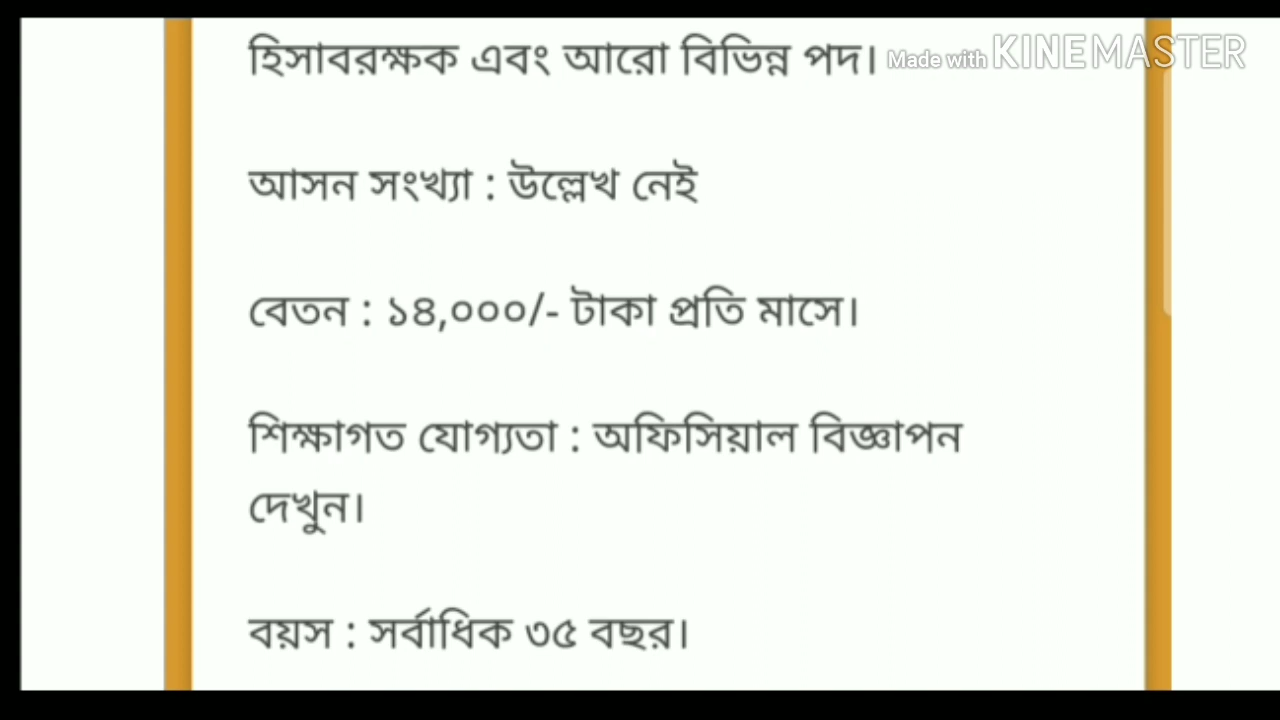 হিসাবরক্ষক এবং আরো বিভিন্ন পদ।
Made with KINEMASTER
আসন সংখ্যা : উল্লেখ নেই
বেতন : ১৪,০০০/- টাকা প্রতি মাসে।
শিক্ষাগত যোগ্যতা : অফিসিয়াল বিজ্ঞাপন
দেখুন।
বয়স : সর্বাধিক ৩৫ বছর।